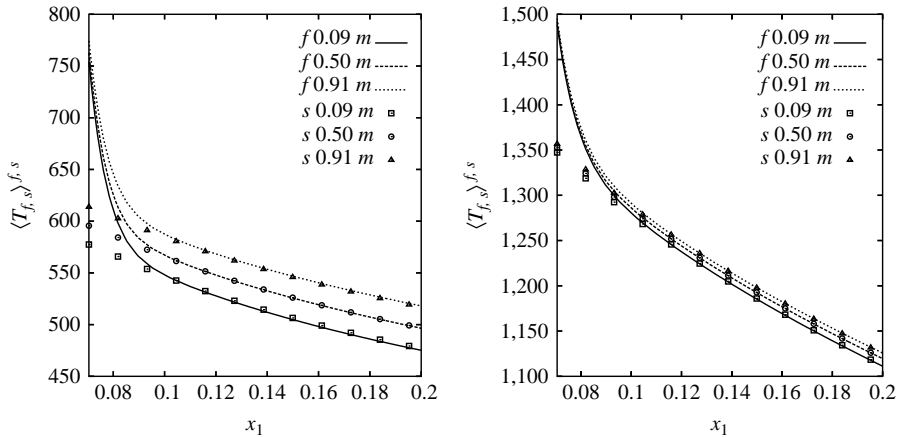 800
750
700
650
600
550
500
450
⟨T_{f, s}⟩^{f, s}
f 0.09 m
f 0.50 m
f 0.91 m
s 0.09 m
s 0.50 m
s 0.91 m
0.08 0.1 0.12 0.14 0.16 0.18 0.2
x_1
1,500
1,450
1,400
1,350
1,300
1,250
1,200
1,150
1,100
⟨T_{f, s}⟩^{f, s}
f 0.09 m
f 0.50 m
f 0.91 m
s 0.09 m
s 0.50 m
s 0.91 m
0.08 0.1 0.12 0.14 0.16 0.18 0.2
x_1